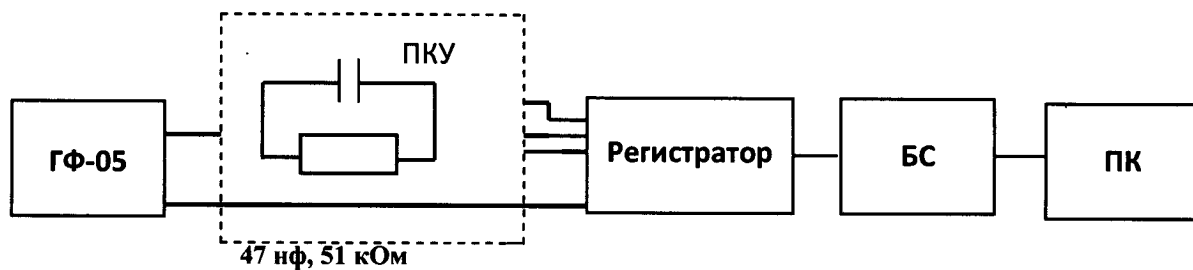 ПКУ
ГФ-05
Регистратор
БС
ПК
47 нф, 51 кОм